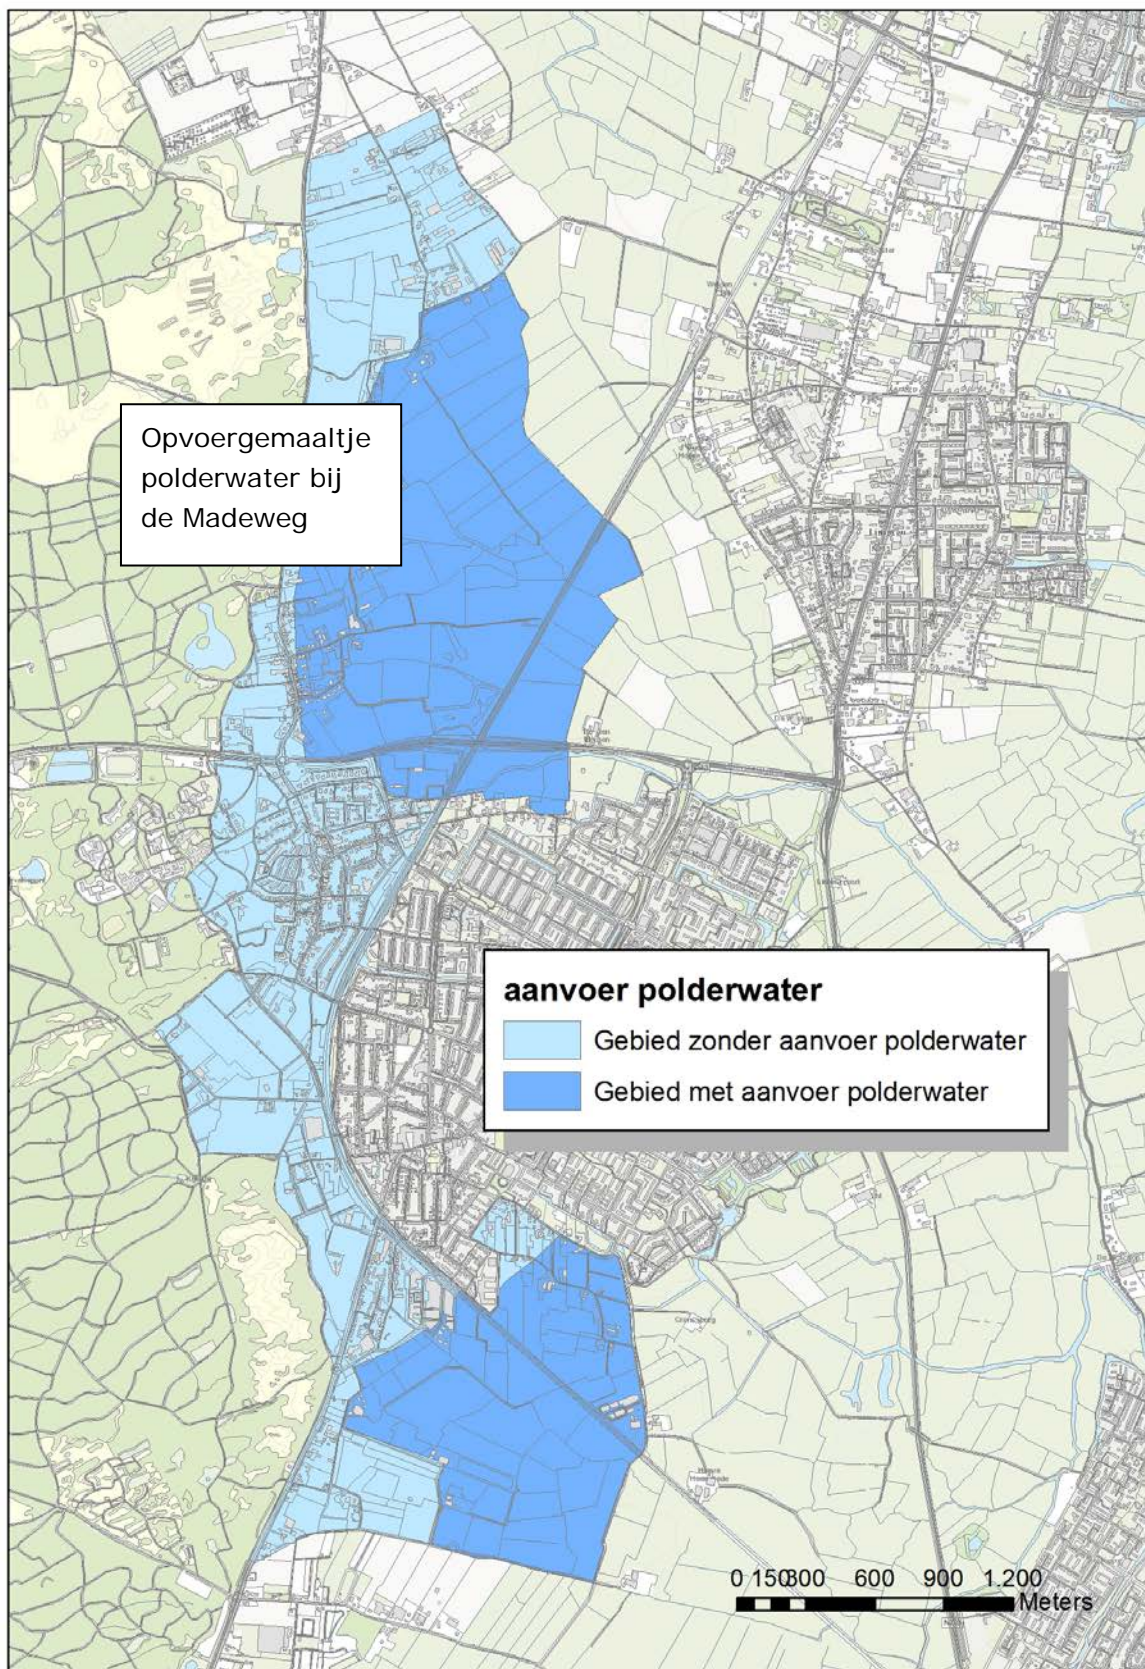 Opvoergemaaltje
polderwater bij
de Madeweg
aanvoer polderwater
Gebied zonder aanvoer polderwater
Gebied met aanvoer polderwater
0 150300 600 900 1.200
Meters